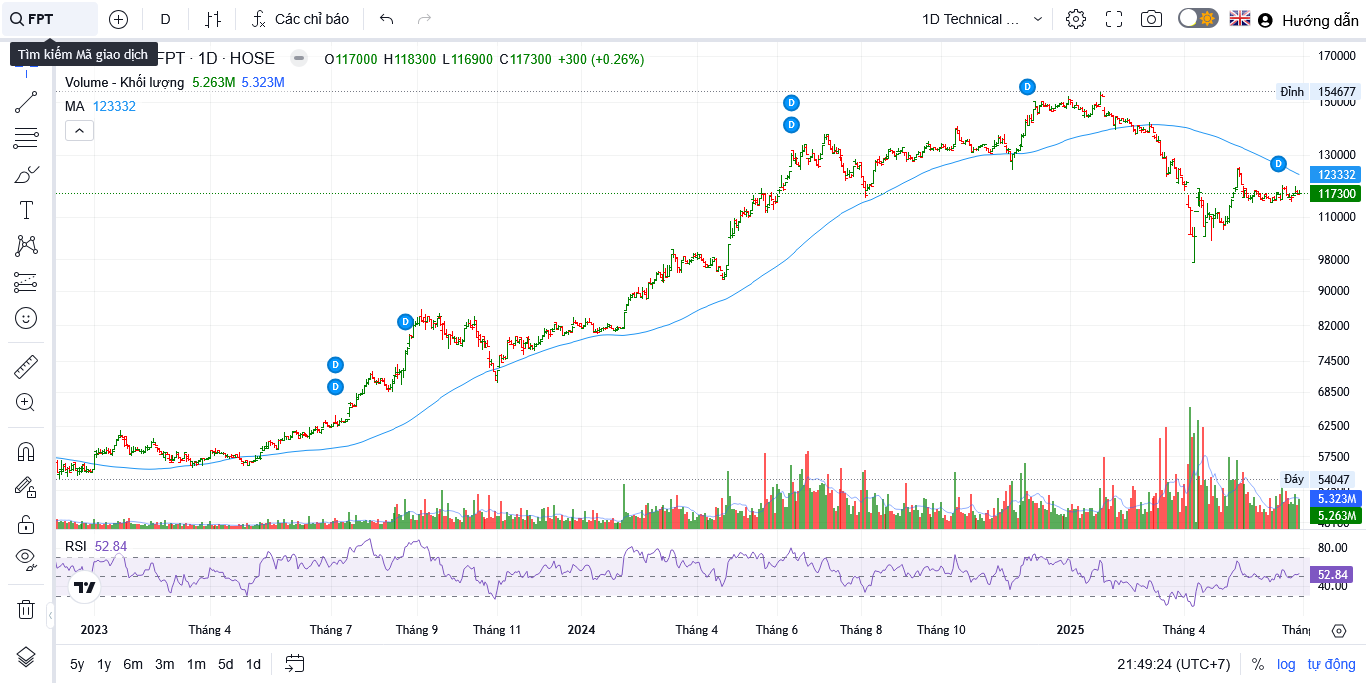 FPT
D
Các chỉ báo
1D Technical ...
Hướng dẫn
Tìm kiếm Mã giao dịch
FPT · 1D · HOSE
O117000 H118300 L116900 C117300 +300 (+0.26%)
Volume - Khối lượng 5.263M 5.323M
MA 123332
170000
Đỉnh 154677
150000
D
D
D
D
D
D
D
130000
123332
117300
110000
98000
90000
82000
74500
68500
62500
57500
Đáy 54047
5.323M
5.263M
RSI 52.84
80.00
52.84
40.00
2023 Tháng 4 Tháng 7 Tháng 9 Tháng 11 2024 Tháng 4 Tháng 6 Tháng 8 Tháng 10 2025 Tháng 4
5y 1y 6m 3m 1m 5d 1d
21:49:24 (UTC+7) % log tự động